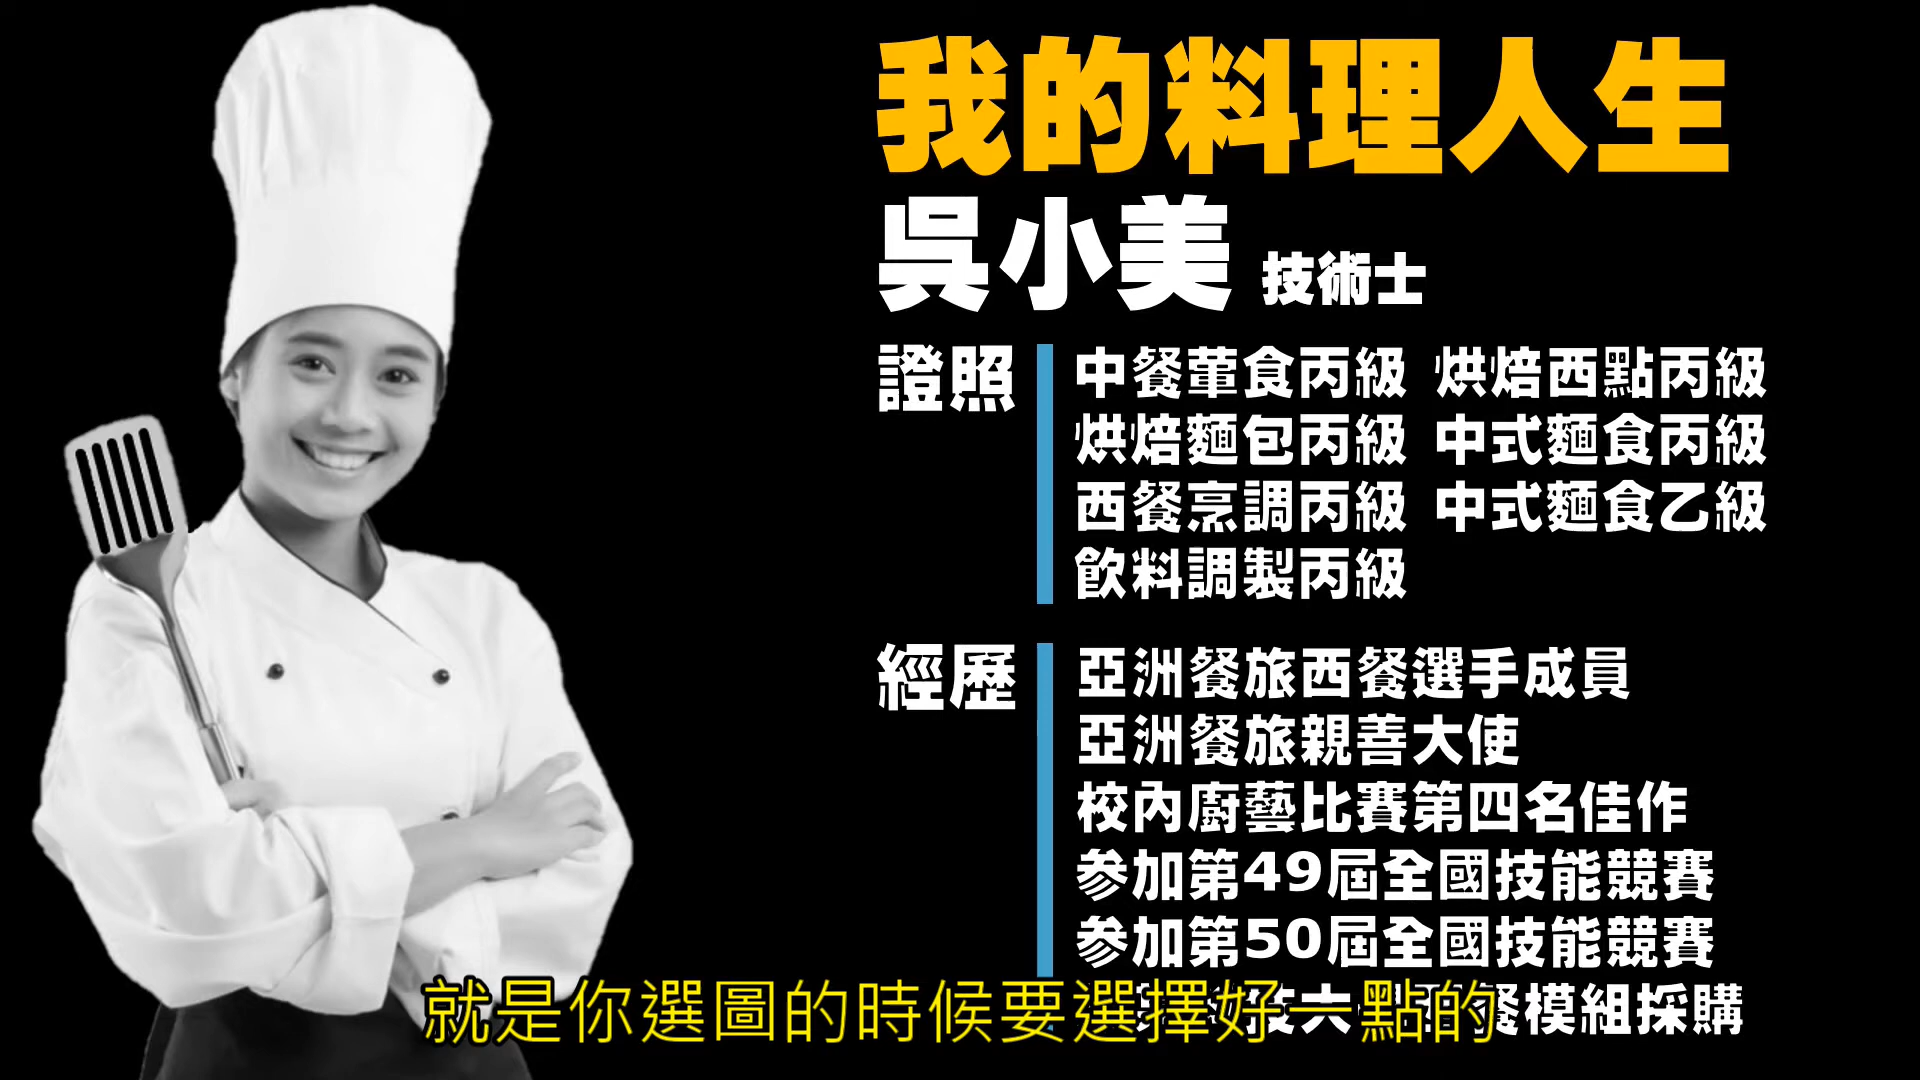 我的料理人生
吳小美 技術士
證照
中餐葷食丙級 烘焙西點丙級
烘焙麵包丙級 中式麵食丙級
西餐烹調丙級 中式麵食乙級
飲料調製丙級
經歷
亞洲餐旅西餐選手成員
亞洲餐旅親善大使
校內廚藝比賽第四名佳作
參加第49屆全國技能競賽
參加第50屆全國技能競賽
餐模組採購
就是你選圖的時候要選擇好一點的